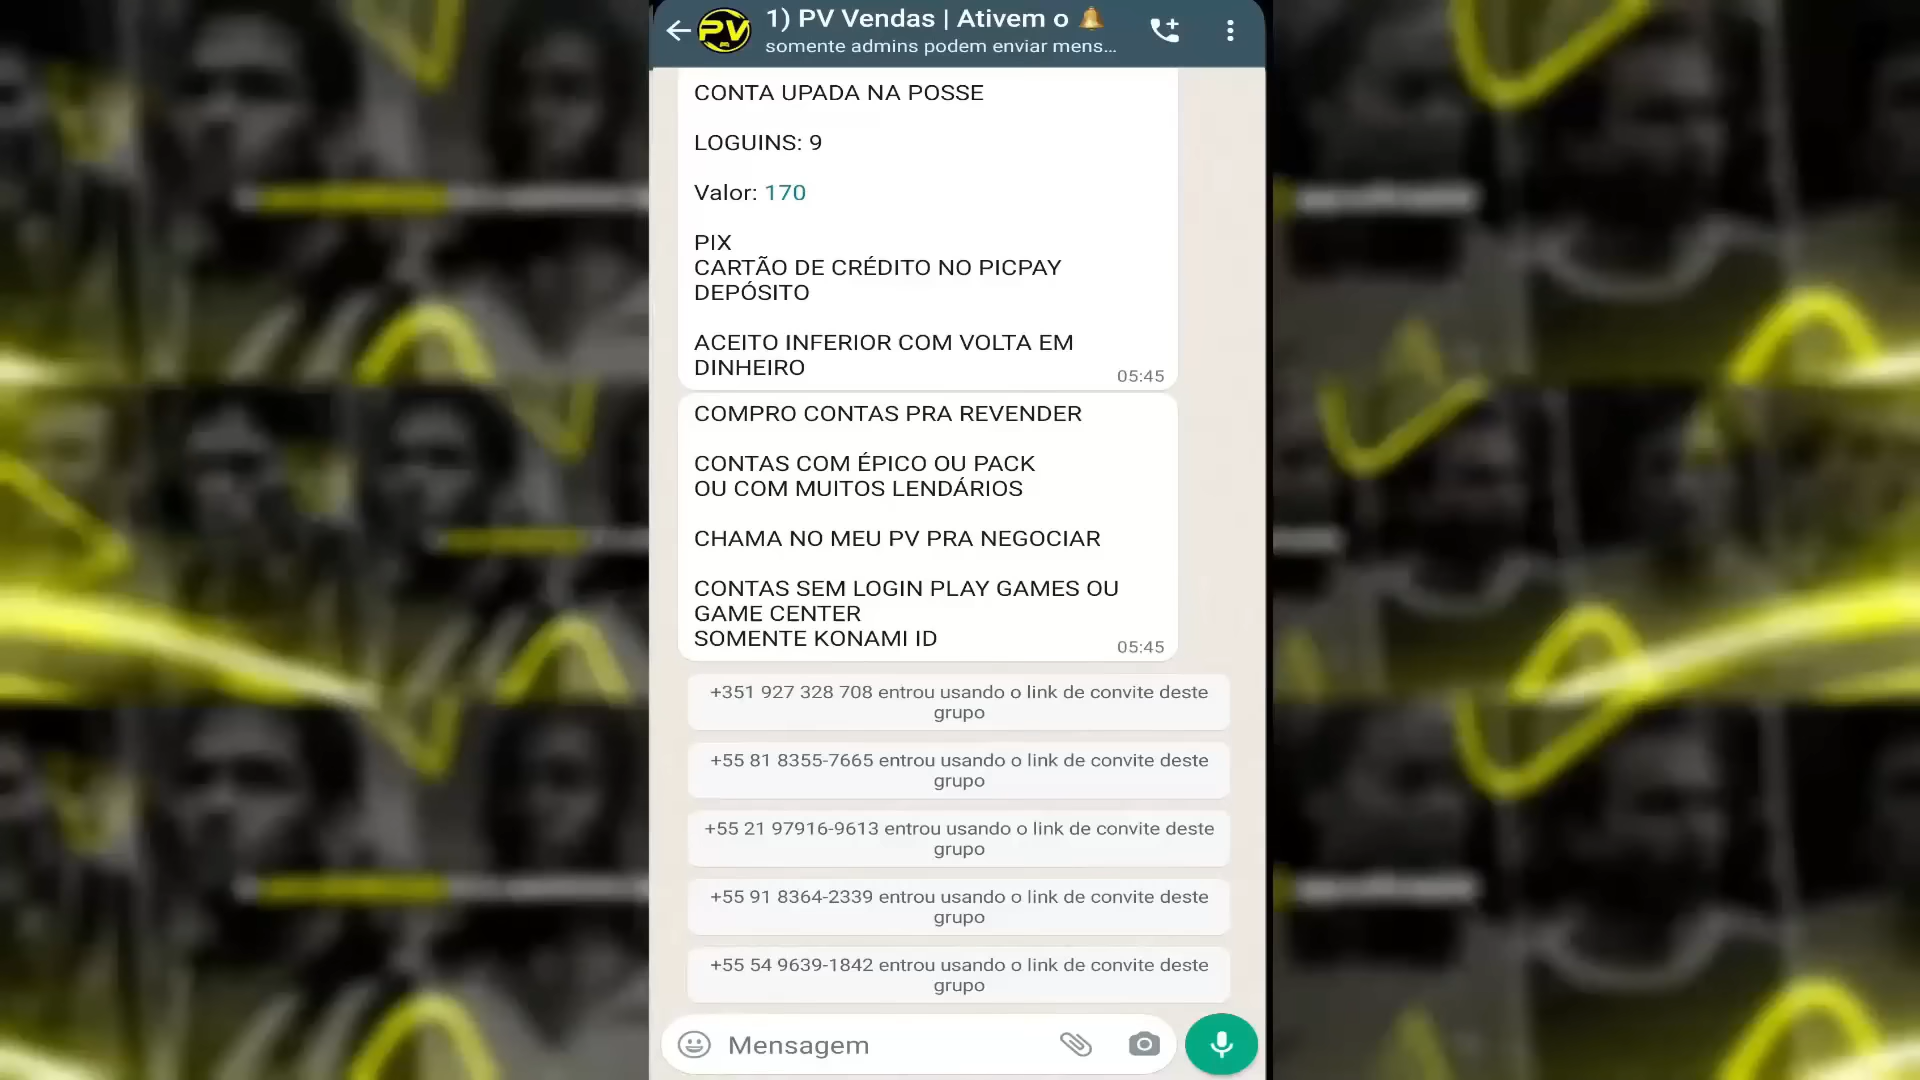 PV
1) PV Vendas | Ativem o 🔔
somente admins podem enviar mens...
CONTA UPADA NA POSSE
LOGUINS: 9
Valor: 170
PIX
CARTÃO DE CRÉDITO NO PICPAY
DEPÓSITO
ACEITO INFERIOR COM VOLTA EM
DINHEIRO
05:45
COMPRO CONTAS PRA REVENDER
CONTAS COM ÉPICO OU PACK
OU COM MUITOS LENDÁRIOS
CHAMA NO MEU PV PRA NEGOCIAR
CONTAS SEM LOGIN PLAY GAMES OU
GAME CENTER
SOMENTE KONAMI ID
05:45
+351 927 328 708 entrou usando o link de convite deste
grupo
+55 81 8355-7665 entrou usando o link de convite deste
grupo
+55 21 97916-9613 entrou usando o link de convite deste
grupo
+55 91 8364-2339 entrou usando o link de convite deste
grupo
+55 54 9639-1842 entrou usando o link de convite deste
grupo
Mensagem